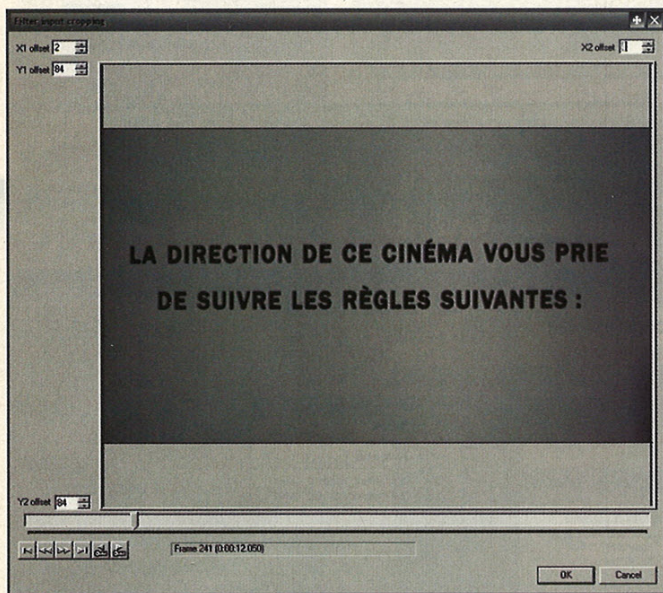 Filter input cropping
X1 offset 2
X2 offset
Y1 offset 84
LA DIRECTION DE CE CINÉMA VOUS PRIE
DE SUIVRE LES RÈGLES SUIVANTES :
Y2 offset 84
Frame 241 (0:00:12.050)
OK Cancel